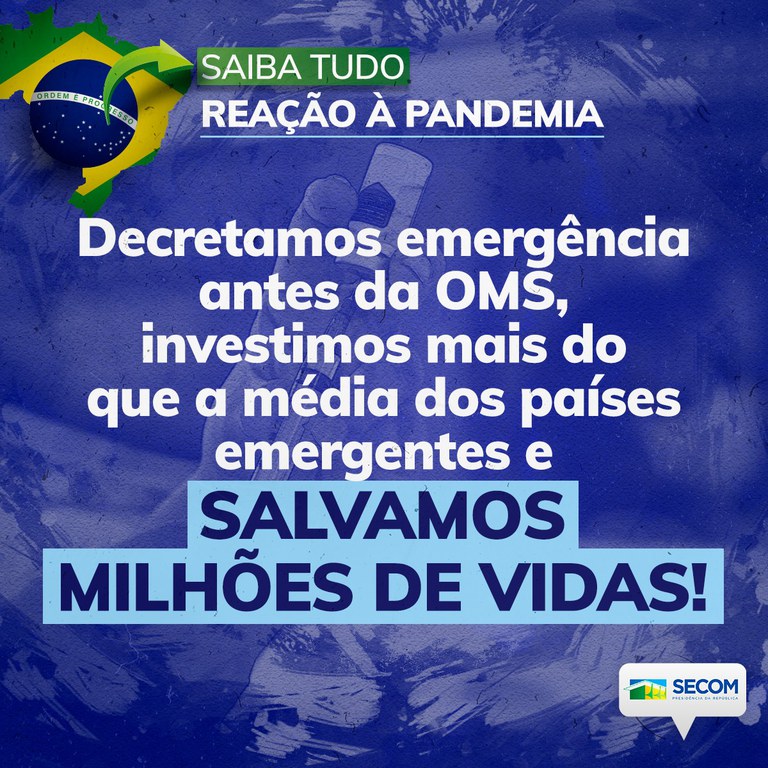 ORDEM E PROGRESSO
SAIBA TUDO
REAÇÃO À PANDEMIA
Decretamos emergência
antes da OMS,
investimos mais do
que a média dos países
emergentes e
SALVAMOS
MILHÕES DE VIDAS!
SECOM
PRESIDÊNCIA DA REPÚBLICA